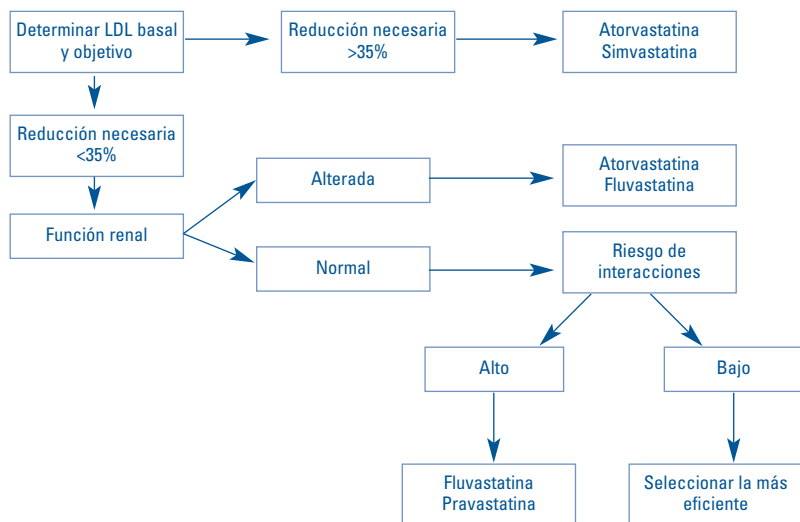 Determinar LDL basal
y objetivo
Reducción necesaria
>35%
Atorvastatina
Simvastatina
Reducción necesaria
<35%
Función renal
Alterada
Atorvastatina
Fluvastatina
Normal
Riesgo de
interacciones
Alto
Bajo
Fluvastatina
Pravastatina
Seleccionar la más
eficiente